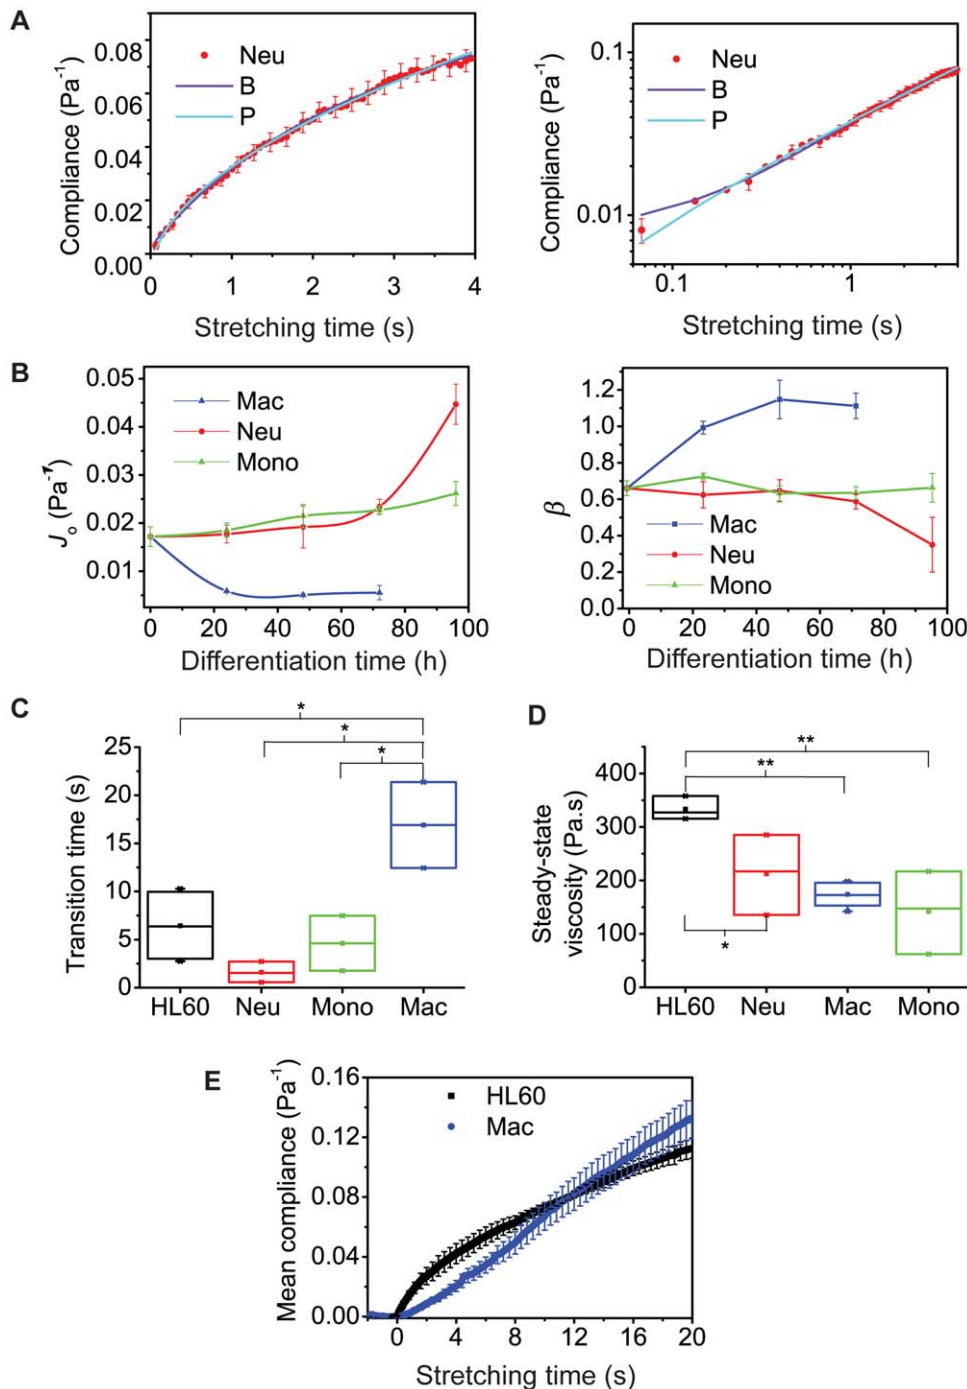 A
Compliance (Pa⁻¹)
0.08
0.06
0.04
0.02
0.00
Neu
B
P
0 1 2 3 4
Stretching time (s)
Compliance (Pa⁻¹)
0.1
0.01
Neu
B
P
0.1 1
Stretching time (s)
B
J₀ (Pa⁻¹)
0.05
0.04
0.03
0.02
0.01
Mac
Neu
Mono
0 20 40 60 80 100
Differentiation time (h)
β
1.2
1.0
0.8
0.6
0.4
0.2
0.0
Mac
Neu
Mono
0 20 40 60 80 100
Differentiation time (h)
C
Transition time (s)
25
20
15
10
5
0
*
*
*
HL60 Neu Mono Mac
D
Steady-state
viscosity (Pa.s)
400
300
200
100
0
**
**
*
HL60 Neu Mac Mono
E
Mean compliance (Pa⁻¹)
0.16
0.12
0.08
0.04
0.00
HL60
Mac
0 4 8 12 16 20
Stretching time (s)